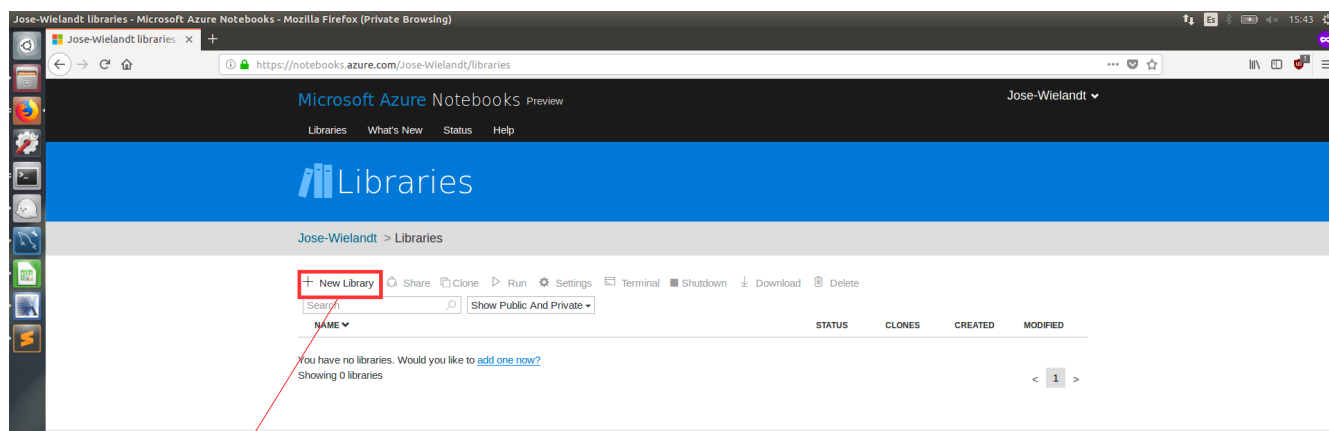 Jose-Wielandt libraries - Microsoft Azure Notebooks - Mozilla Firefox (Private Browsing)
Es 15:43
Jose-Wielandt libraries - ×
https://notebooks.azure.com/Jose-Wielandt/libraries
Microsoft Azure Notebooks Preview
Jose-Wielandt
Libraries What's New Status Help
Libraries
Jose-Wielandt > Libraries
+ New Library Share Clone Run Settings Terminal Shutdown Download Delete
Search Show Public And Private
NAME STATUS CLONES CREATED MODIFIED
You have no libraries. Would you like to add one now?
Showing 0 libraries
< 1 >